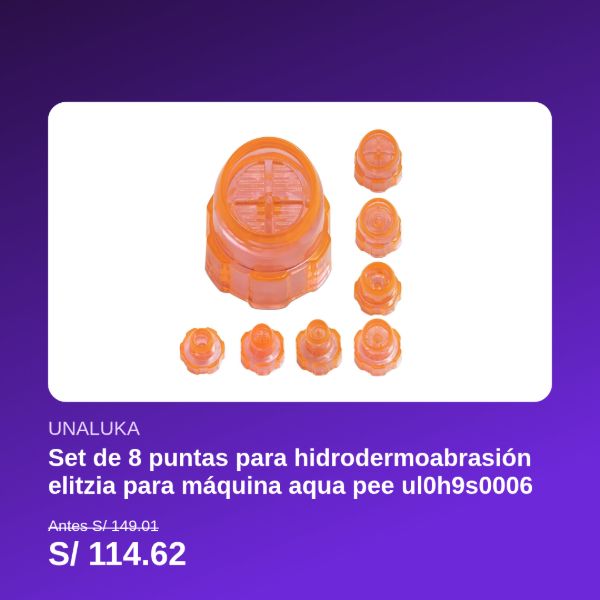 UNALUKA
Set de 8 puntas para hidrodermoabrasión
elitzia para máquina aqua pee ul0h9s0006
Antes S/ 149.01
S/ 114.62